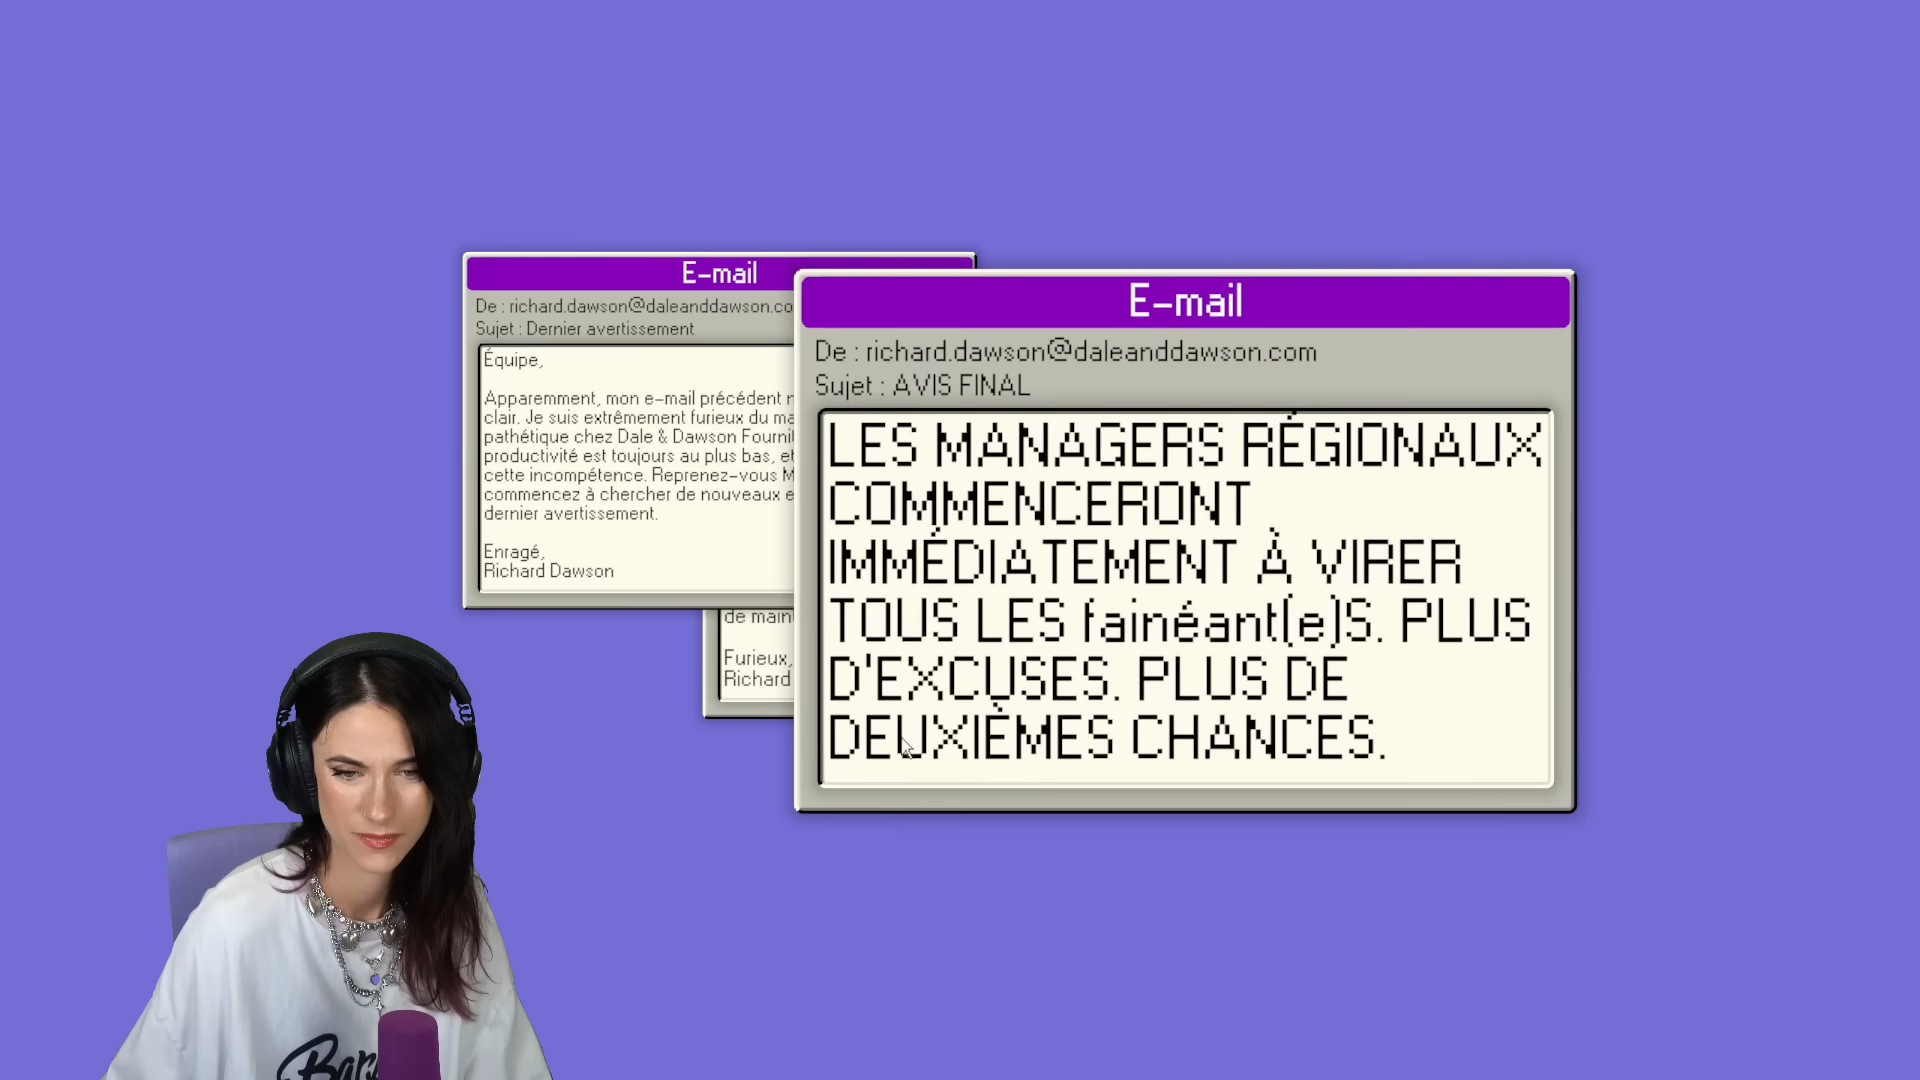 E-mail
De : richard.dawson@daleanddawson.co
Sujet : Dernier avertissement
Équipe,
Apparemment, mon e-mail précédent
clair. Je suis extrêmement furieux du
pathétique chez Dale & Dawson
productivité est toujours au plus bas,
cette incompétence. Reprenez-vous
commencez à chercher de nouveaux
dernier avertissement.
Enragé,
Richard Dawson
de
Furieux,
Richard
E-mail
De : richard.dawson@daleanddawson.com
Sujet : AVIS FINAL
LES MANAGERS RÉGIONAUX
COMMENCERONT
IMMÉDIATEMENT À VIRER
TOUS LES fainéant(e)S. PLUS
D'EXCUSES. PLUS DE
DEUXIÈMES CHANCES.